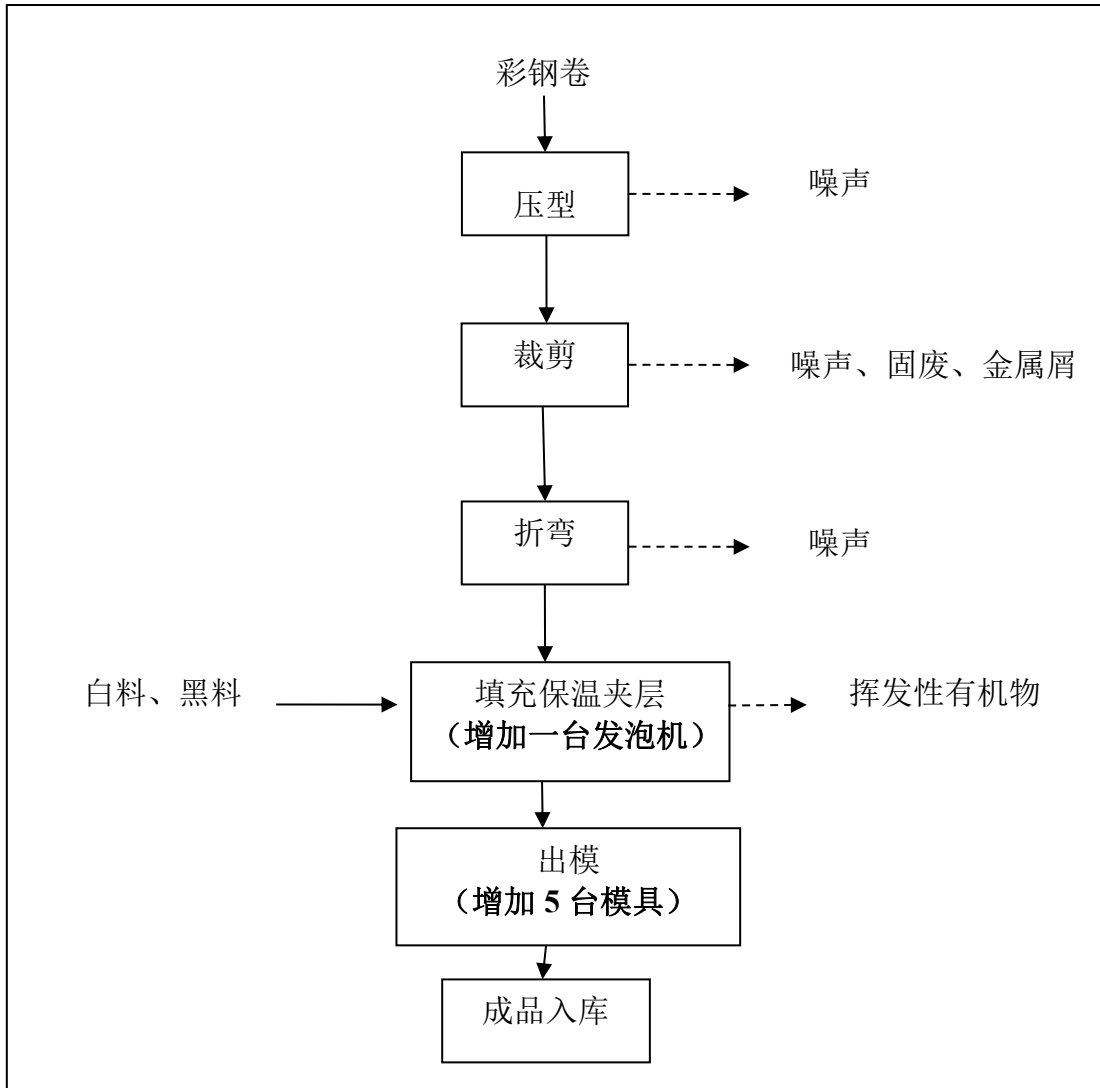 彩钢卷
压型
噪声
裁剪
噪声、固废、金属屑
折弯
噪声
白料、黑料
填充保温夹层
（增加一台发泡机）
挥发性有机物
出模
（增加 5 台模具）
成品入库